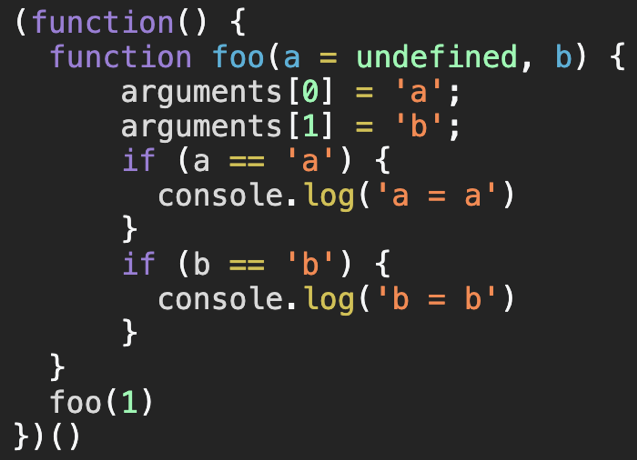 (function() {
  function foo(a = undefined, b) {
      arguments[0] = 'a';
      arguments[1] = 'b';
      if (a == 'a') {
        console.log('a = a')
      }
      if (b == 'b') {
        console.log('b = b')
      }
  }
  foo(1)
})()